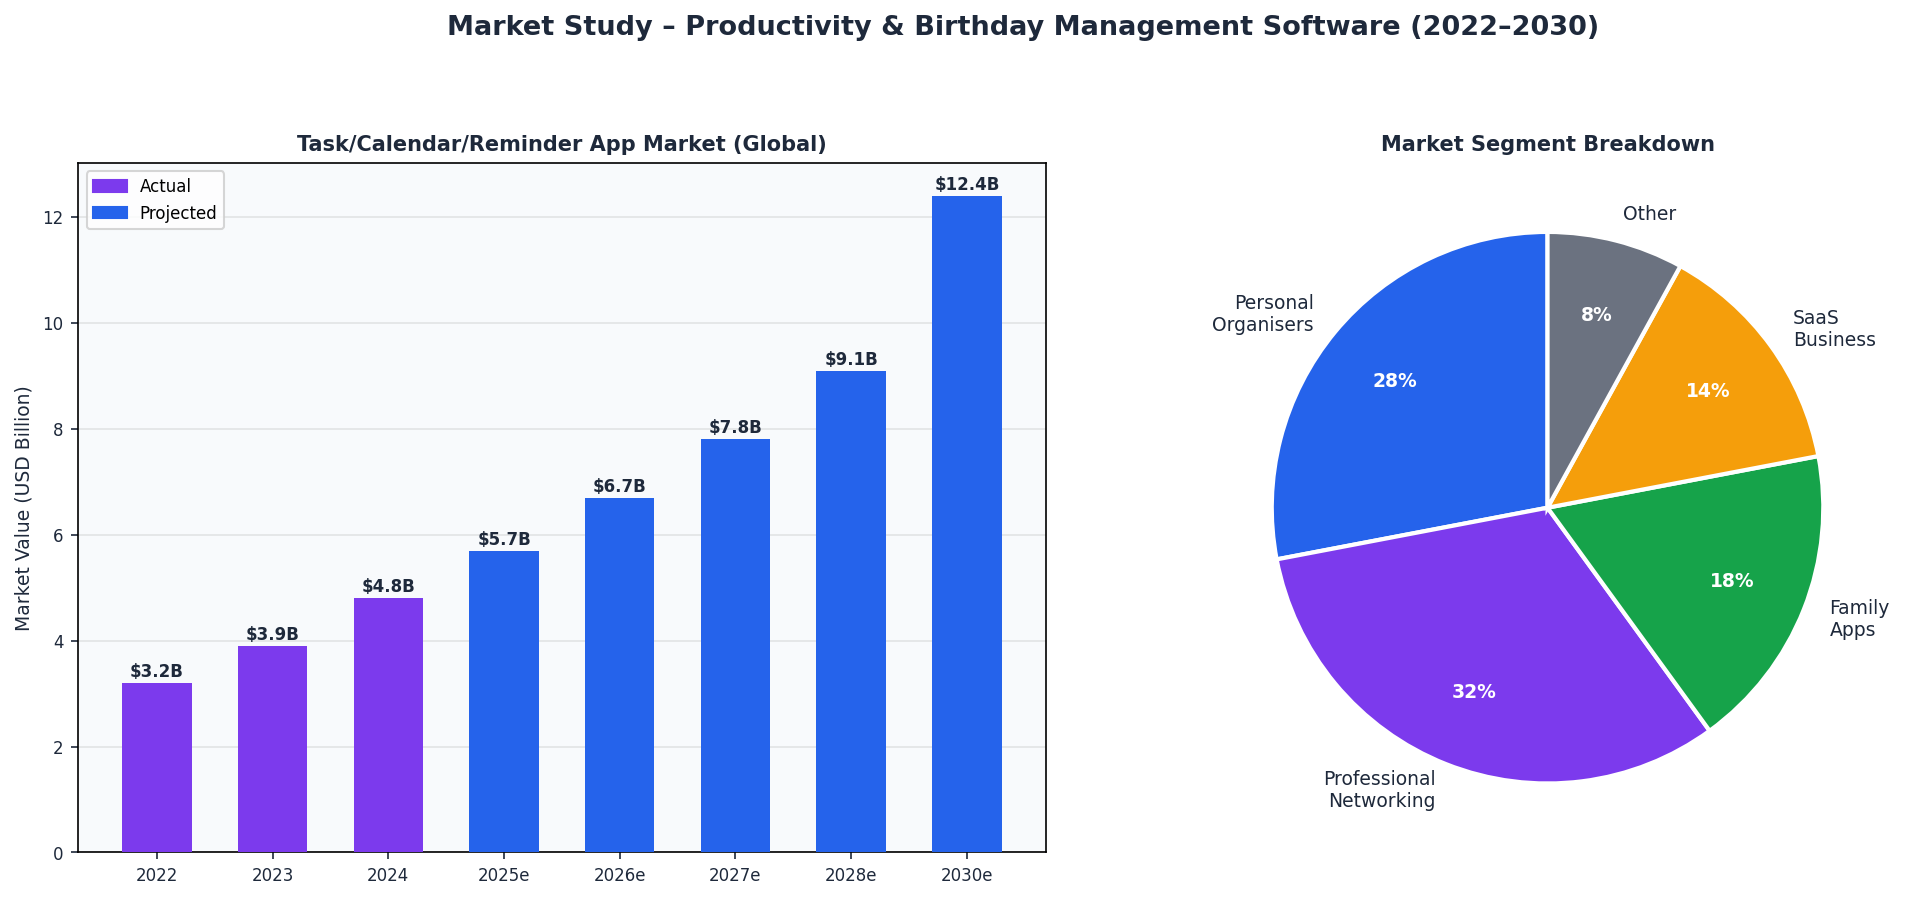 Market Study – Productivity & Birthday Management Software (2022–2030)
Task/Calendar/Reminder App Market (Global)
Actual
Projected
Market Value (USD Billion)
12
10
8
6
4
2
0
$3.2B
$3.9B
$4.8B
$5.7B
$6.7B
$7.8B
$9.1B
$12.4B
2022
2023
2024
2025e
2026e
2027e
2028e
2030e
Market Segment Breakdown
Other
8%
SaaS
Business
14%
Personal
Organisers
28%
Family
Apps
18%
Professional
Networking
32%